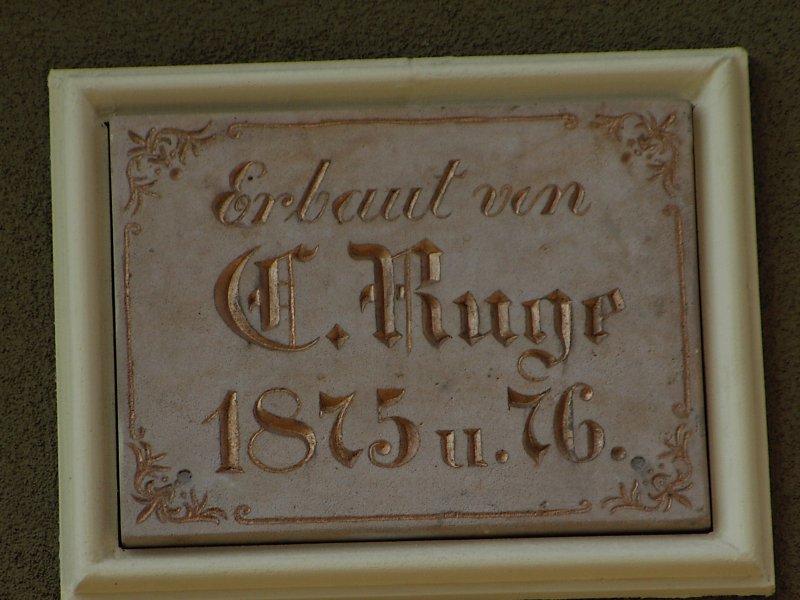 Erbaut von
C. Ruge
1875 u. 76.